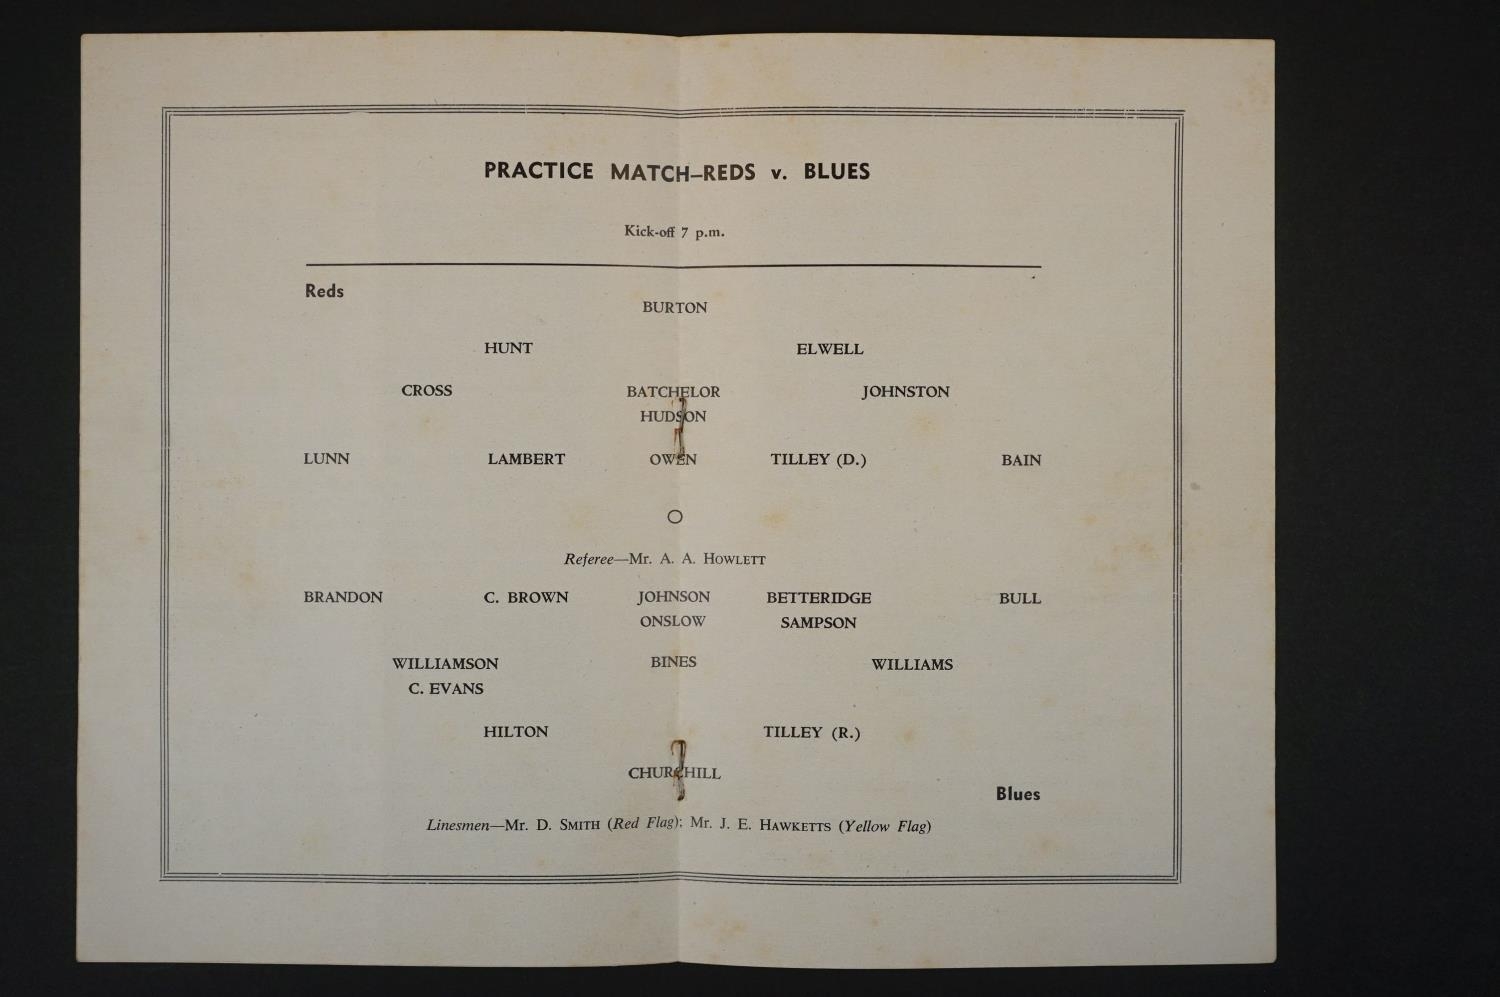 PRACTICE MATCH–REDS v. BLUES
Kick-off 7 p.m.
Reds
BURTON
HUNT ELWELL
CROSS BATCHELOR JOHNSTON
HUDSON
LUNN LAMBERT OWEN TILLEY (D.) BAIN
Referee—Mr. A. A. HOWLETT
BRANDON C. BROWN JOHNSON BETTERIDGE BULL
ONSLOW SAMPSON
WILLIAMSON BINES WILLIAMS
C. EVANS
HILTON TILLEY (R.)
CHURCHILL
Blues
Linesmen—Mr. D. SMITH (Red Flag); Mr. J. E. HAWKETTS (Yellow Flag)